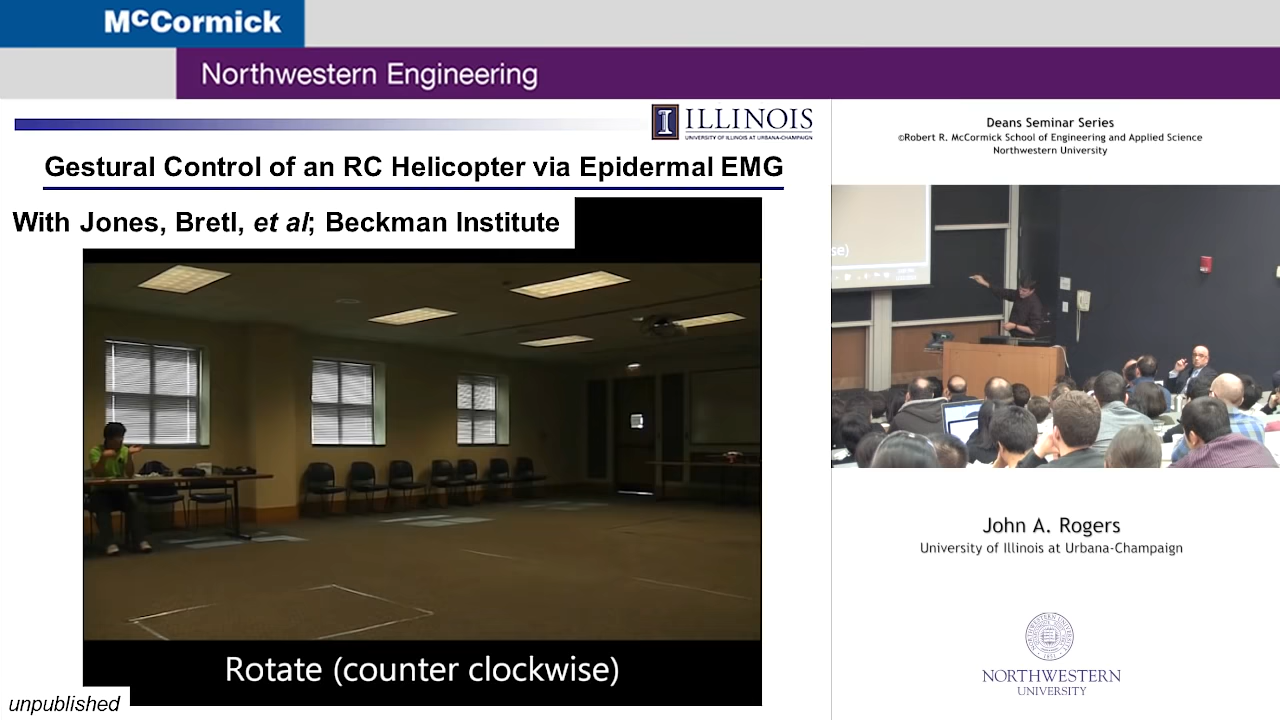 McCormick
Northwestern Engineering
I ILLINOIS
UNIVERSITY OF ILLINOIS AT URBANA-CHAMPAIGN
Gestural Control of an RC Helicopter via Epidermal EMG
With Jones, Bretl, et al; Beckman Institute
Rotate (counter clockwise)
unpublished
Deans Seminar Series
©Robert R. McCormick School of Engineering and Applied Science
Northwestern University
se)
John A. Rogers
University of Illinois at Urbana-Champaign
NORTHWESTERN
UNIVERSITY